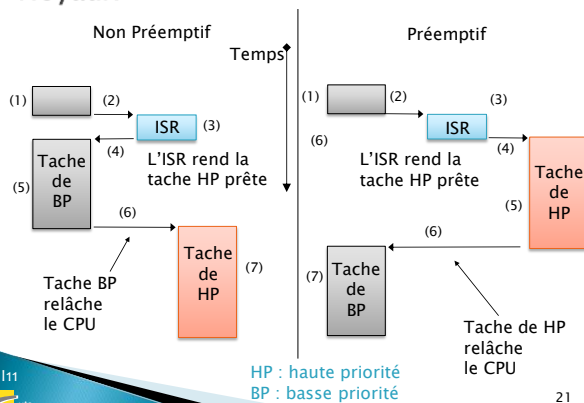 Non Préemptif
Préemptif
Temps
(1)
(2)
ISR
(3)
(4)
L'ISR rend la
tache HP prête
Tache
de
BP
(5)
(6)
Tache BP
relâche
le CPU
Tache
de
HP
(7)
(1)
(2)
(3)
(6)
ISR
(4)
L'ISR rend la
tache HP prête
Tache
de
HP
(5)
(6)
(7)
Tache
de
BP
Tache de HP
relâche
le CPU
HP : haute priorité
BP : basse priorité
21